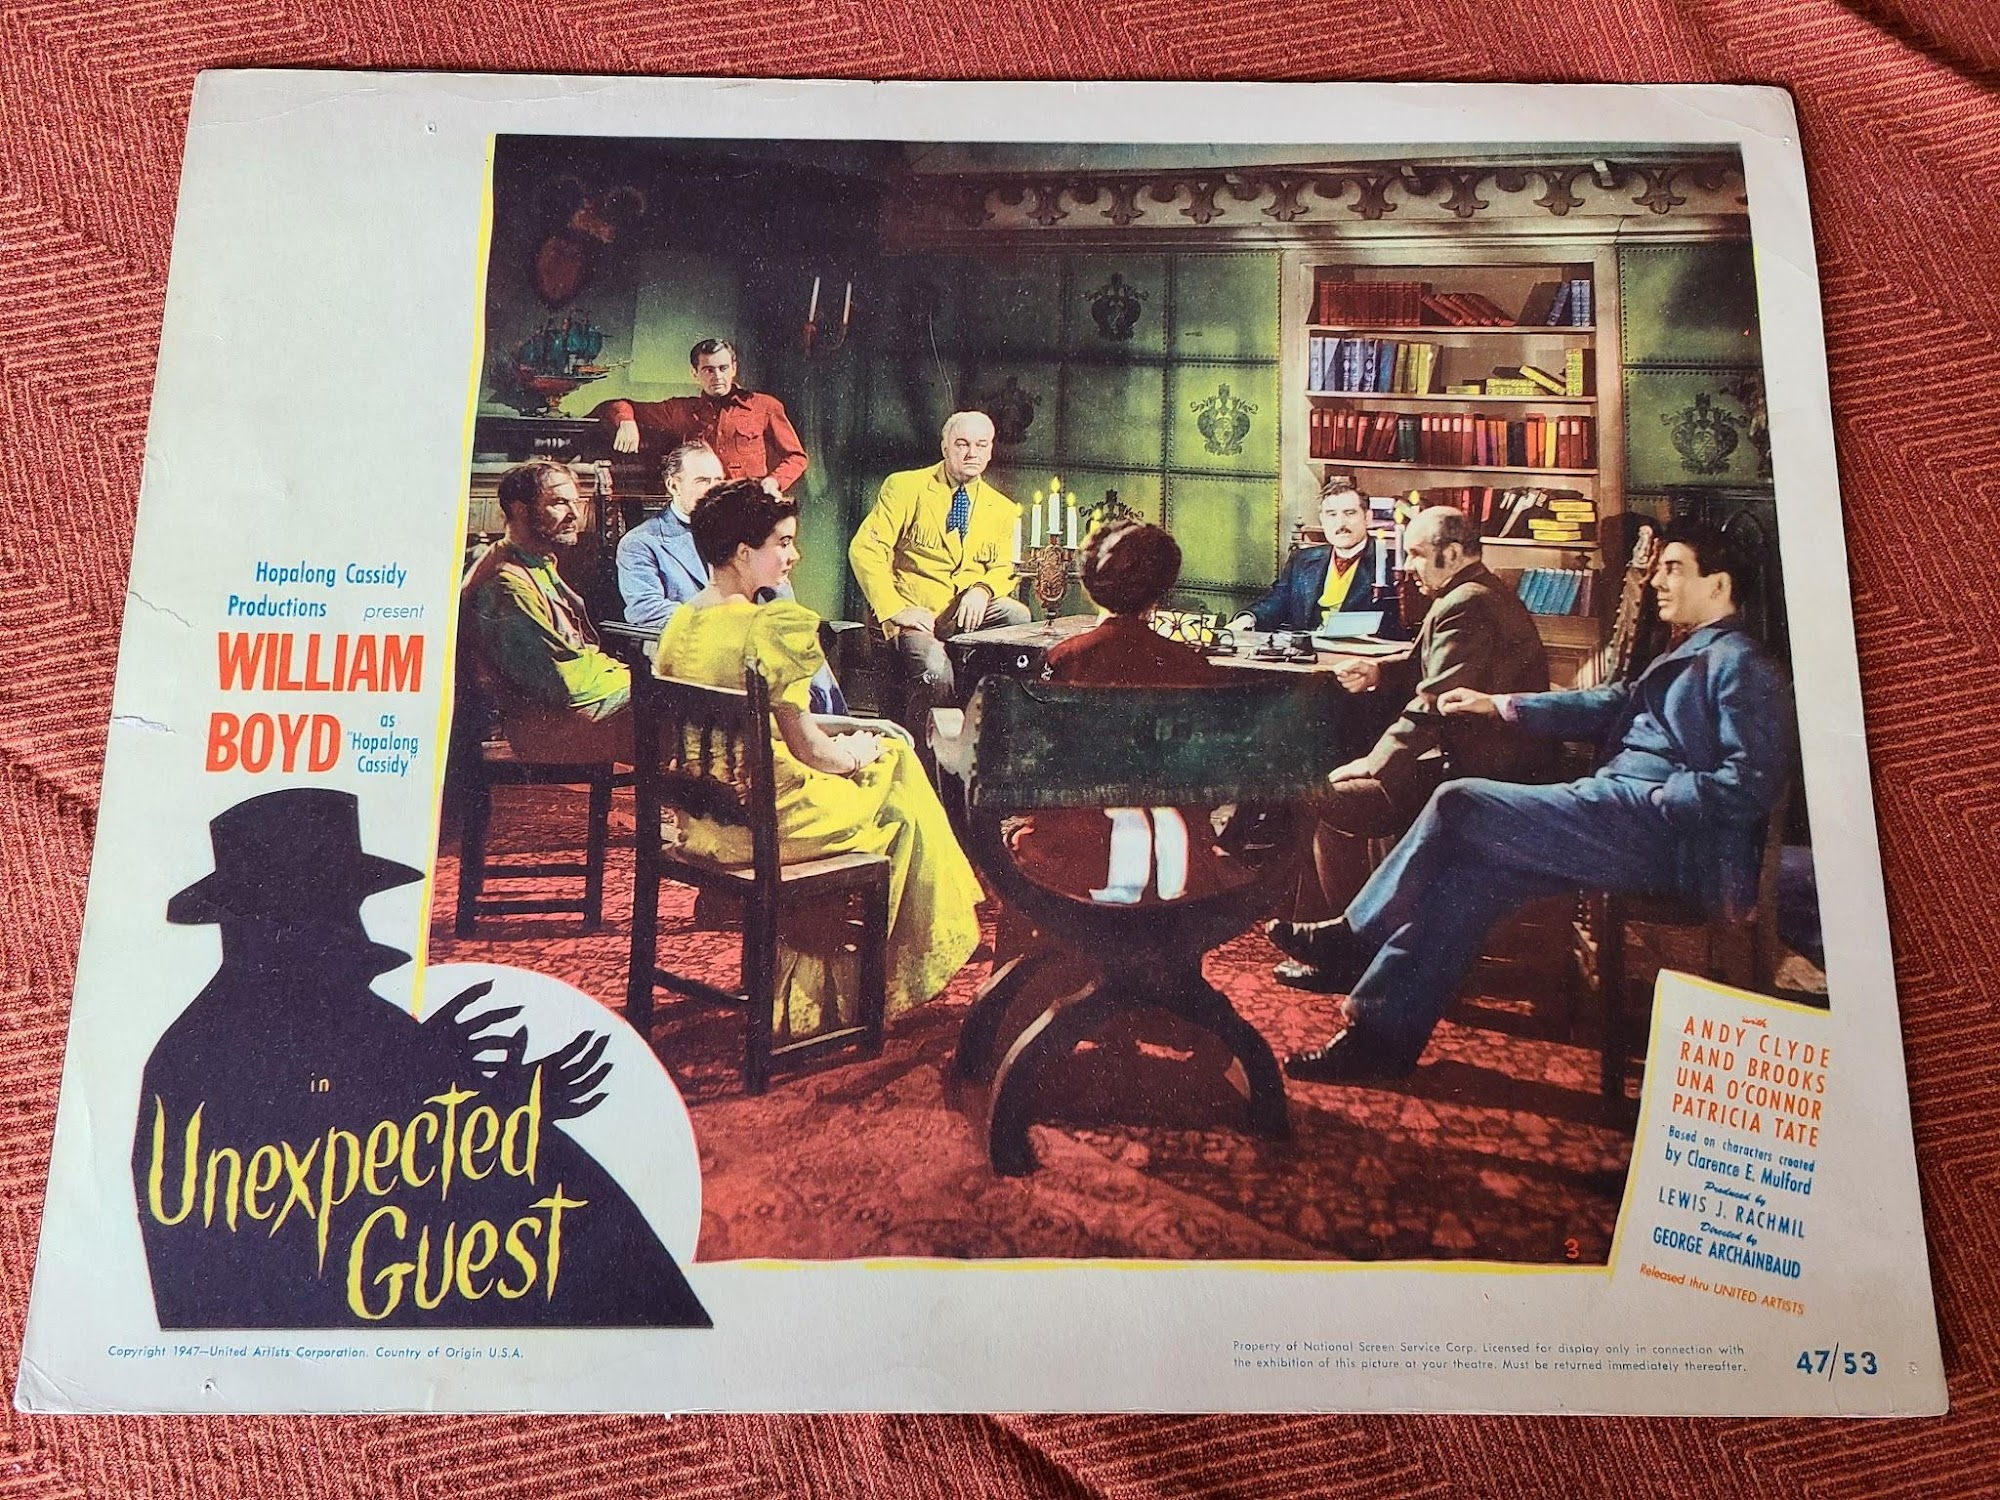 Hopalong Cassidy
Productions present
WILLIAM
BOYD as
"Hopalong
Cassidy"
in
Unexpected
Guest
3
with
ANDY CLYDE
RAND BROOKS
UNA O'CONNOR
PATRICIA TATE
Based on characters created
by Clarence E. Mulford
Produced by
LEWIS J. RACHMIL
Directed by
GEORGE ARCHAINBAUD
Released thru UNITED ARTISTS
Copyright 1947—United Artists Corporation. Country of Origin U.S.A.
Property of National Screen Service Corp. Licensed for display only in connection with
the exhibition of this picture at your theatre. Must be returned immediately thereafter.
47/53